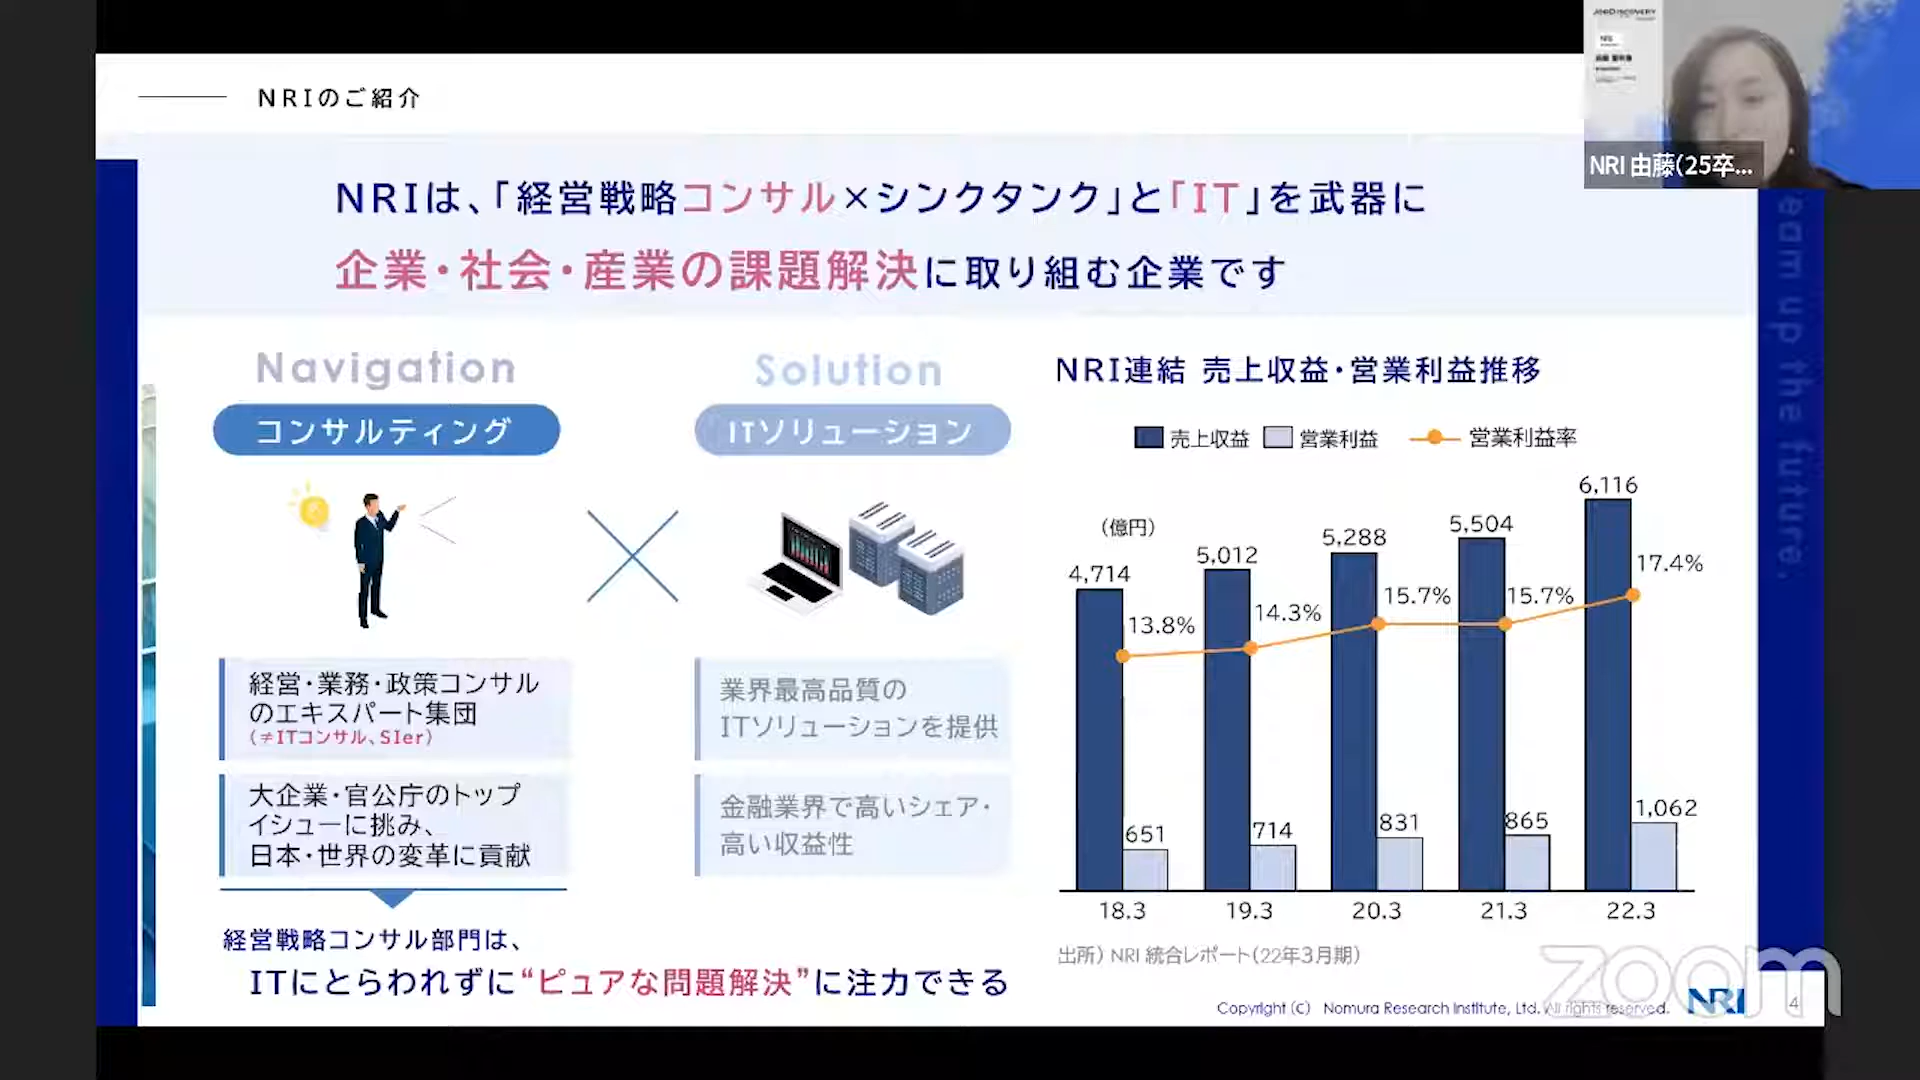 NRIのご紹介
NRI 由藤(25卒...
NRIは、「経営戦略コンサル×シンクタンク」と「IT」を武器に
企業・社会・産業の課題解決に取り組む企業です
eam up the future.
Navigation
コンサルティング
経営・業務・政策コンサル
のエキスパート集団
(≠ITコンサル、SIer)
大企業・官公庁のトップ
イシューに挑み、
日本・世界の変革に貢献
経営戦略コンサル部門は、
ITにとらわれずに“ピュアな問題解決”に注力できる
Solution
ITソリューション
業界最高品質の
ITソリューションを提供
金融業界で高いシェア・
高い収益性
NRI連結 売上収益・営業利益推移
売上収益 営業利益 営業利益率
(億円)
4,714 5,012 5,288 5,504 6,116
13.8% 14.3% 15.7% 15.7% 17.4%
651 714 831 865 1,062
18.3 19.3 20.3 21.3 22.3
出所) NRI 統合レポート(22年3月期)
Copyright (C) Nomura Research Institute, Ltd. All rights reserved.
NRI
4
zoom